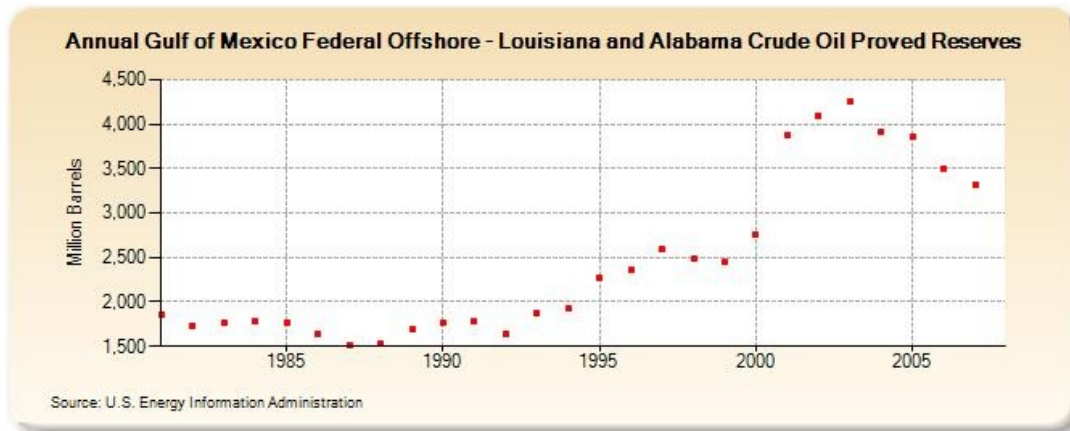 Annual Gulf of Mexico Federal Offshore - Louisiana and Alabama Crude Oil Proved Reserves
4,500
4,000
3,500
3,000
2,500
2,000
1,500
Million Barrels
1985 1990 1995 2000 2005
Source: U.S. Energy Information Administration